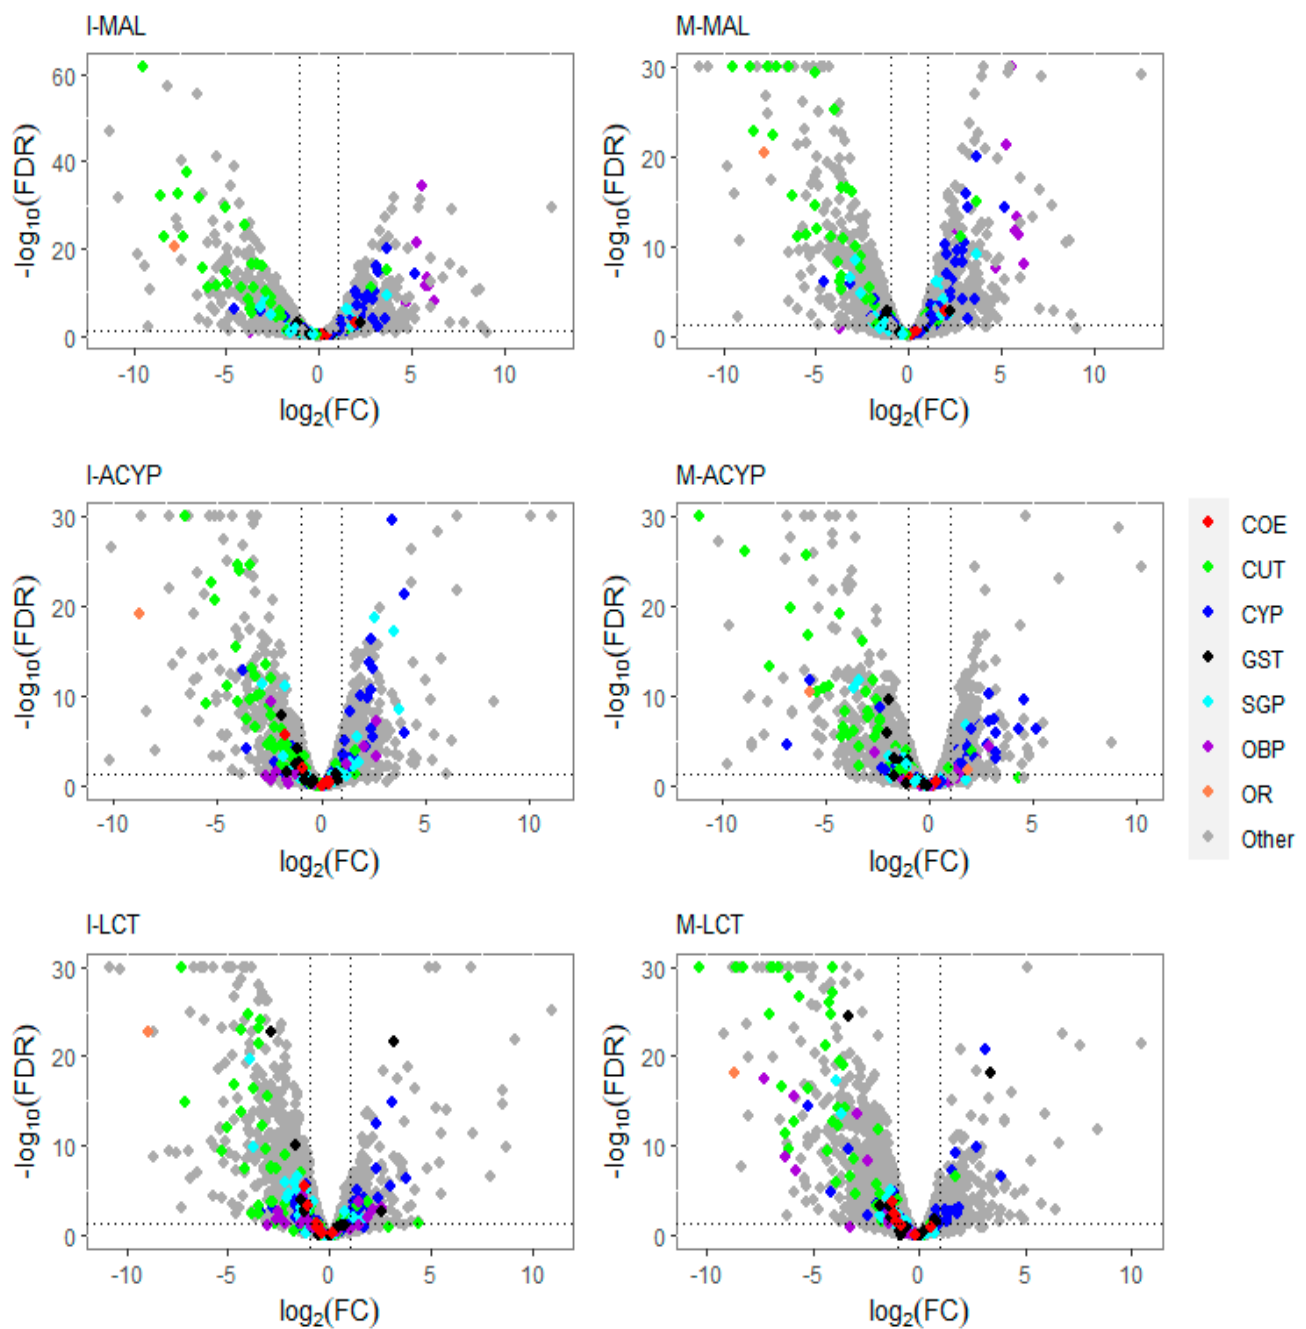 I-MAL
60
40
20
0
-log₁₀(FDR)
-10 -5 0 5 10
log₂(FC)
M-MAL
30
20
10
0
-log₁₀(FDR)
-10 -5 0 5 10
log₂(FC)
I-ACYP
30
20
10
0
-log₁₀(FDR)
-10 -5 0 5 10
log₂(FC)
M-ACYP
30
20
10
0
-log₁₀(FDR)
-10 -5 0 5 10
log₂(FC)
COE
CUT
CYP
GST
SGP
OBP
OR
Other
I-LCT
30
20
10
0
-log₁₀(FDR)
-10 -5 0 5 10
log₂(FC)
M-LCT
30
20
10
0
-log₁₀(FDR)
-10 -5 0 5 10
log₂(FC)